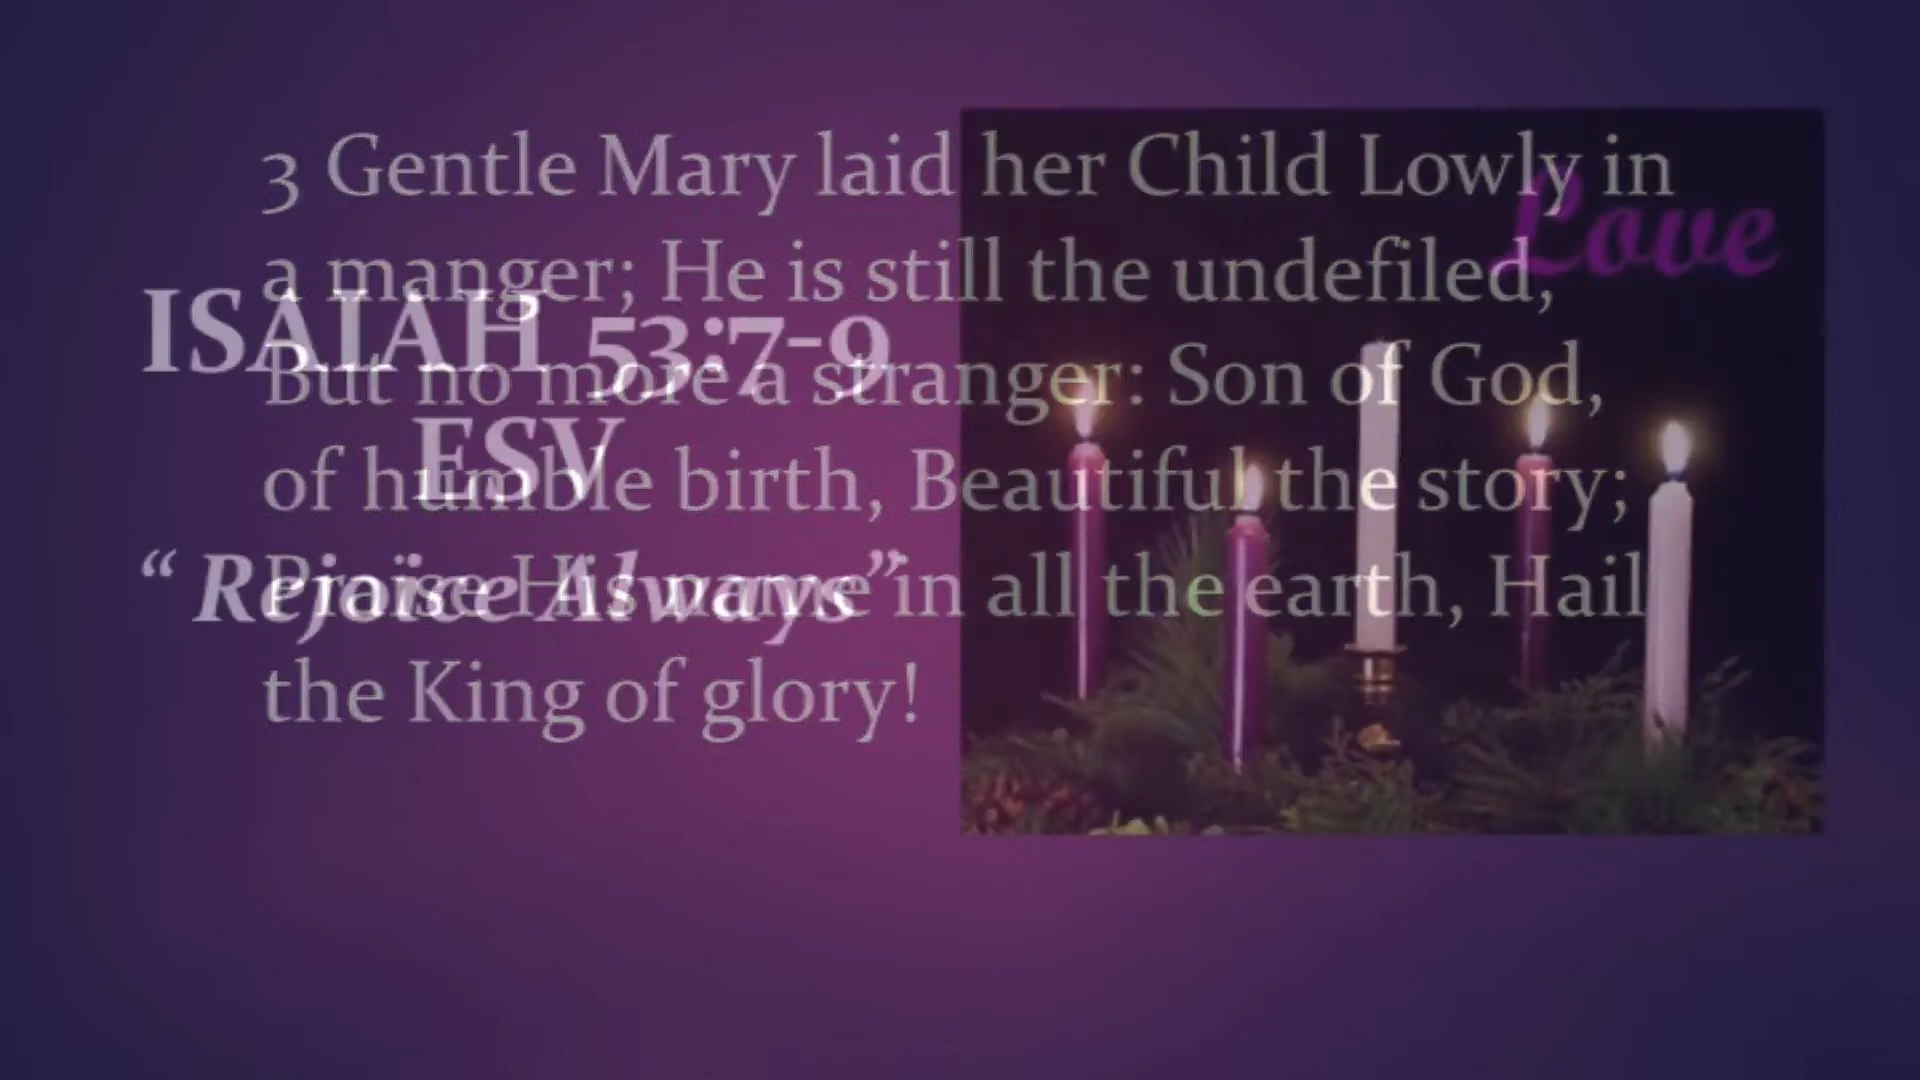 3 Gentle Mary laid her Child Lowly in
a manger; He is still the undefiled,
But no more a stranger: Son of God,
of humble birth, Beautiful the story;
Praise His name in all the earth, Hail
the King of glory!
ISAIAH 53:7-9
ESV
“ Rejoice Always”
Love